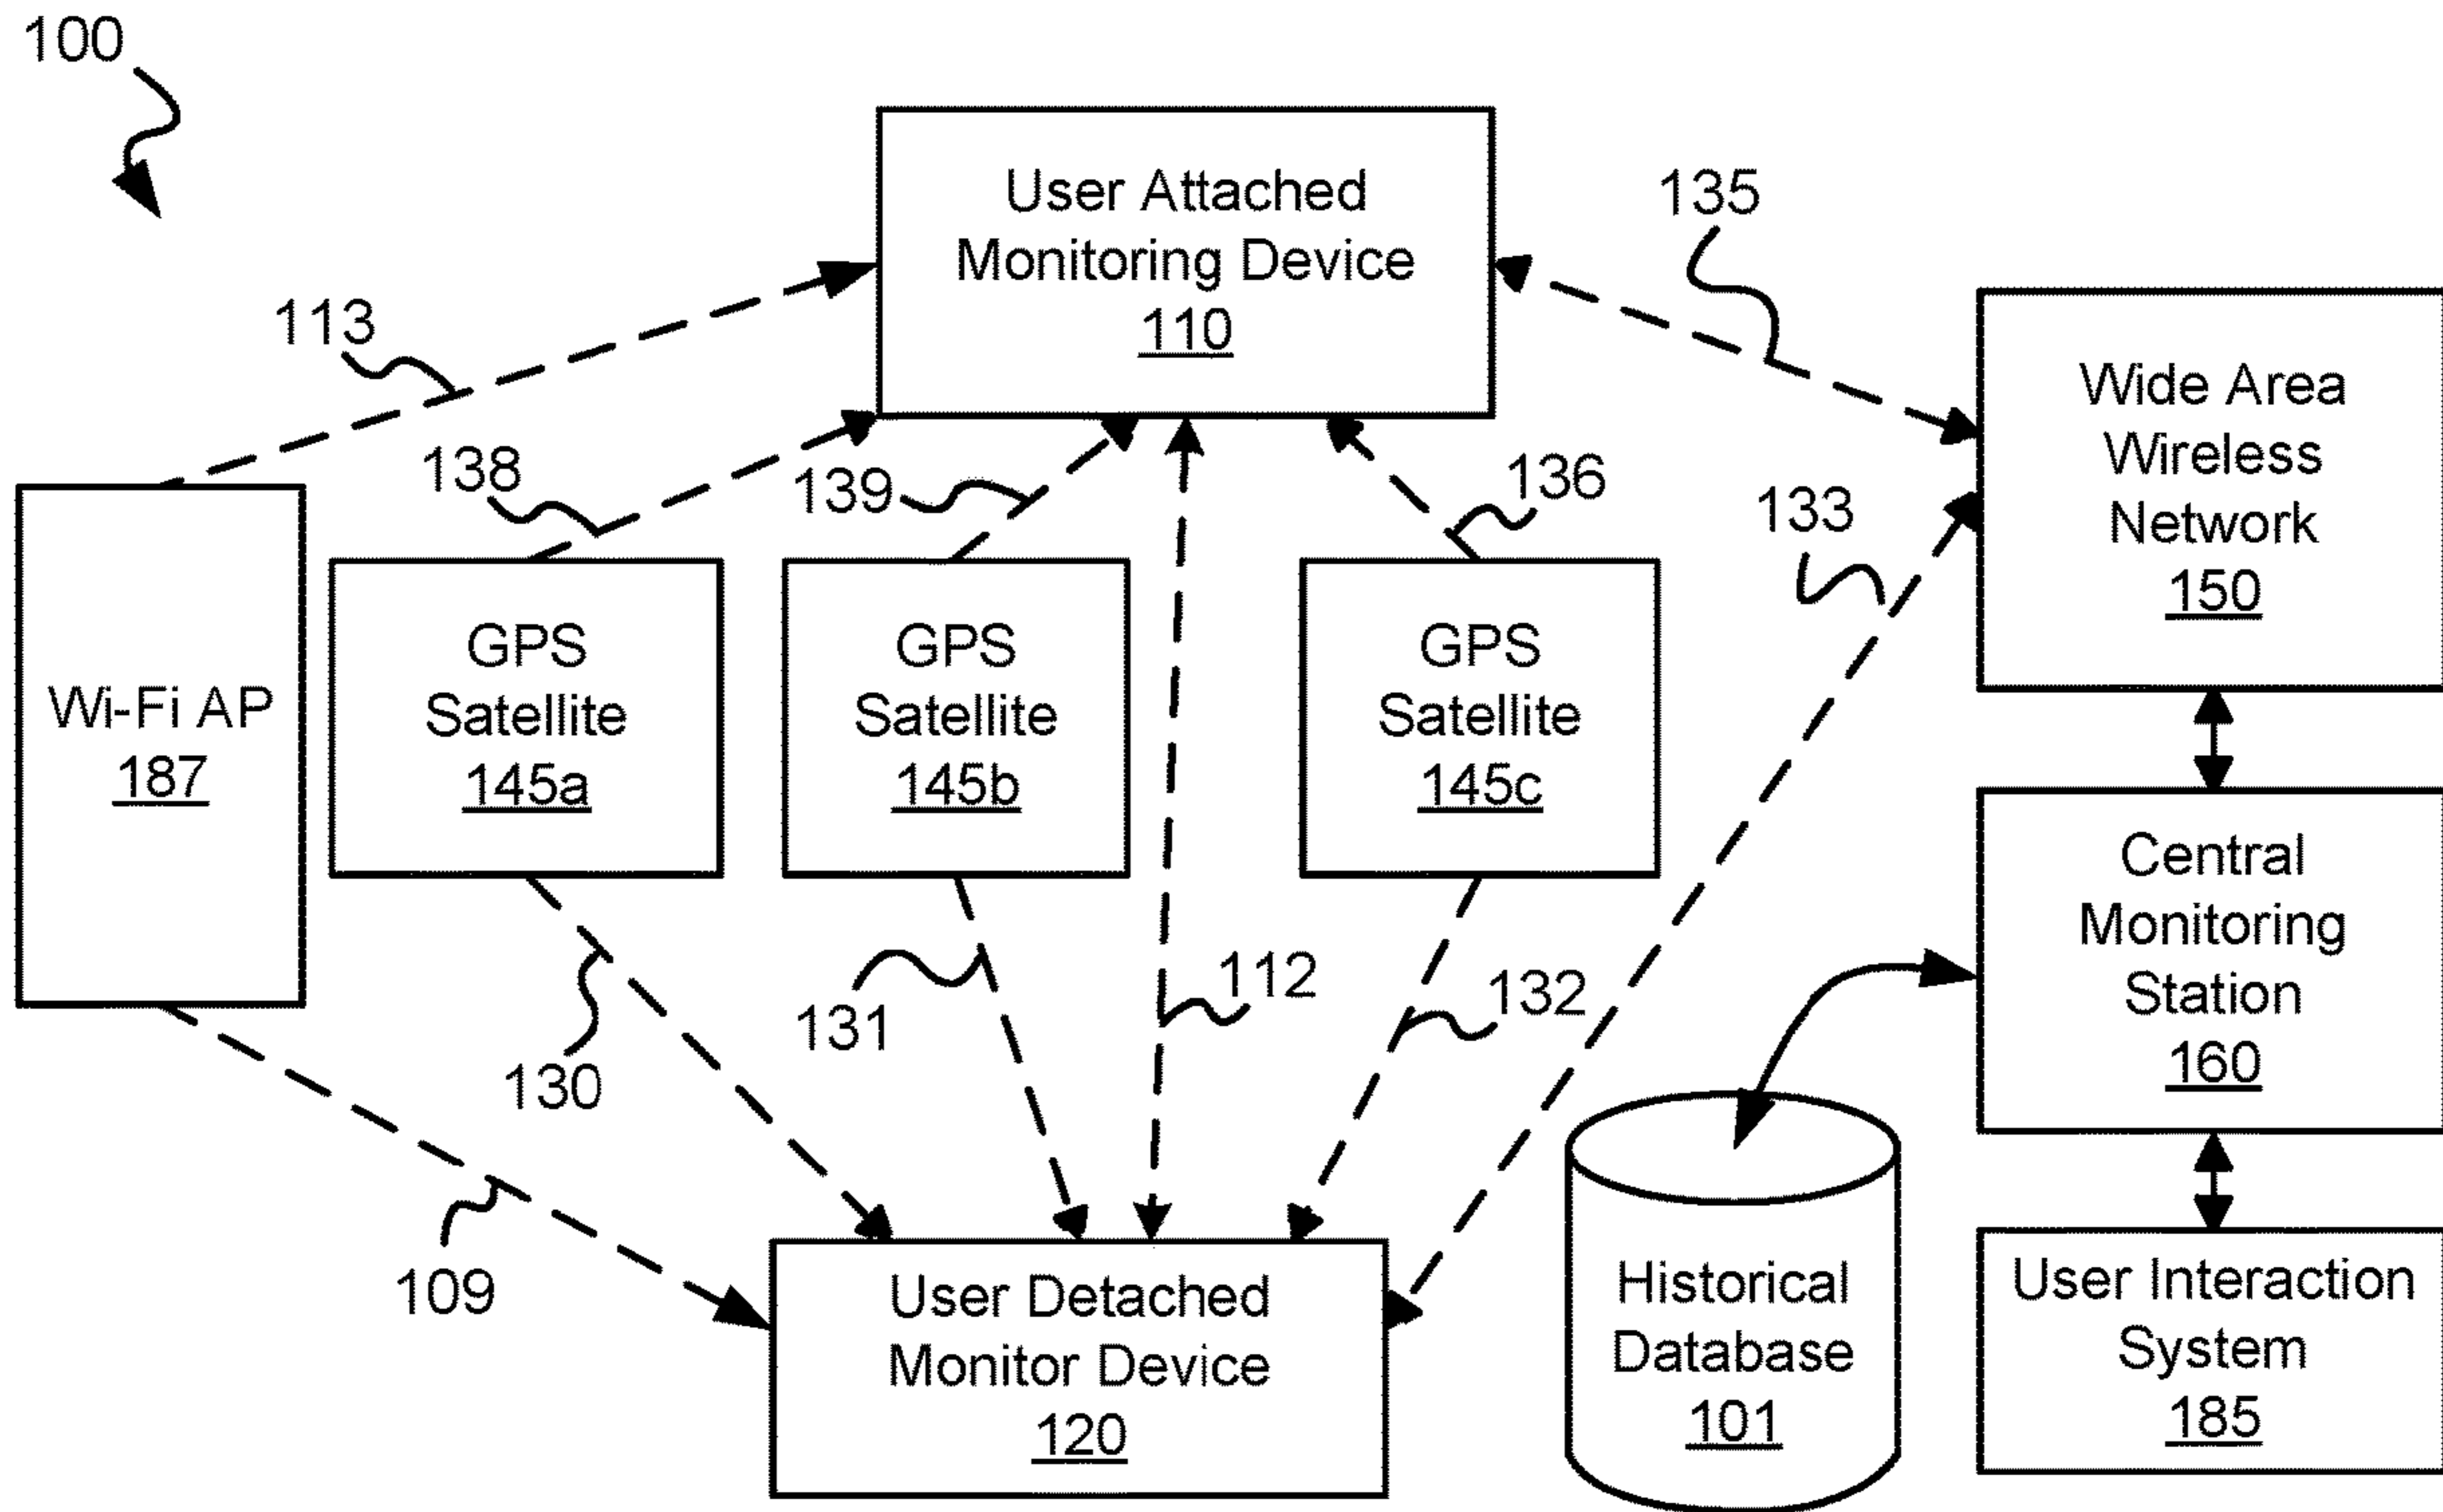 100
User Attached
Monitoring Device
110
135
113
138
139
136
133
Wide Area
Wireless
Network
150
Wi-Fi AP
187
GPS
Satellite
145a
GPS
Satellite
145b
GPS
Satellite
145c
130
131
112
132
109
Central
Monitoring
Station
160
User Detached
Monitor Device
120
Historical
Database
101
User Interaction
System
185